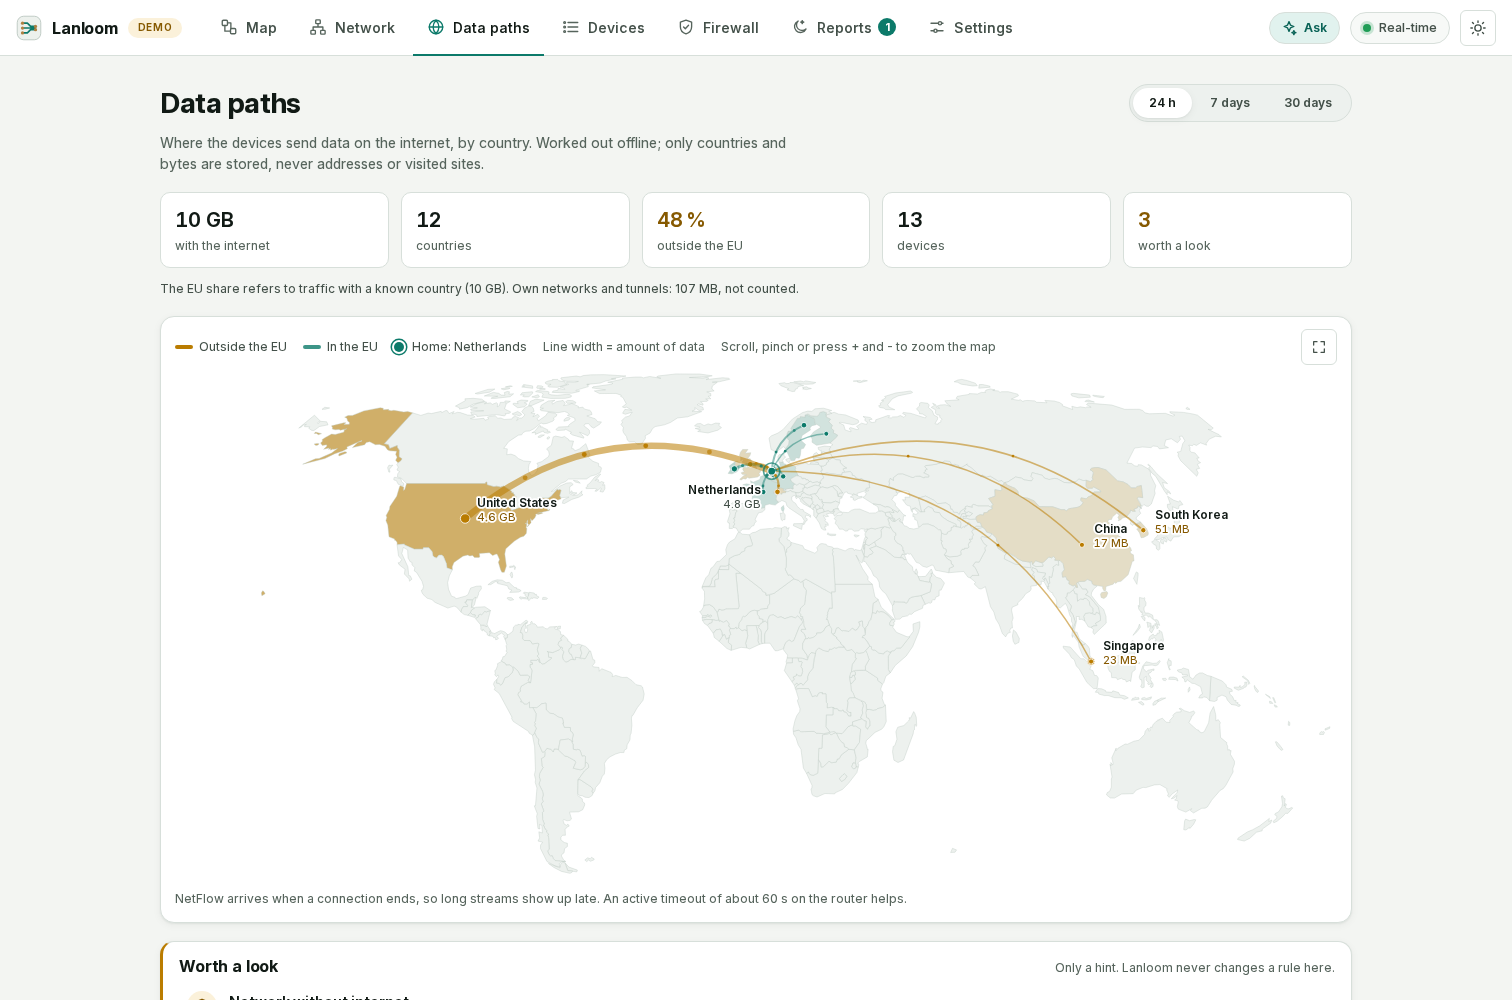 Lanloom DEMO Map Network Data paths Devices Firewall Reports 1 Settings Ask Real-time
Data paths
24 h 7 days 30 days
Where the devices send data on the internet, by country. Worked out offline; only countries and
bytes are stored, never addresses or visited sites.
10 GB
with the internet
12
countries
48 %
outside the EU
13
devices
3
worth a look
The EU share refers to traffic with a known country (10 GB). Own networks and tunnels: 107 MB, not counted.
Outside the EU In the EU Home: Netherlands Line width = amount of data Scroll, pinch or press + and - to zoom the map
United States
4.6 GB
Netherlands
4.8 GB
South Korea
51 MB
China
17 MB
Singapore
23 MB
NetFlow arrives when a connection ends, so long streams show up late. An active timeout of about 60 s on the router helps.
Worth a look
Only a hint. Lanloom never changes a rule here.
Network without internet